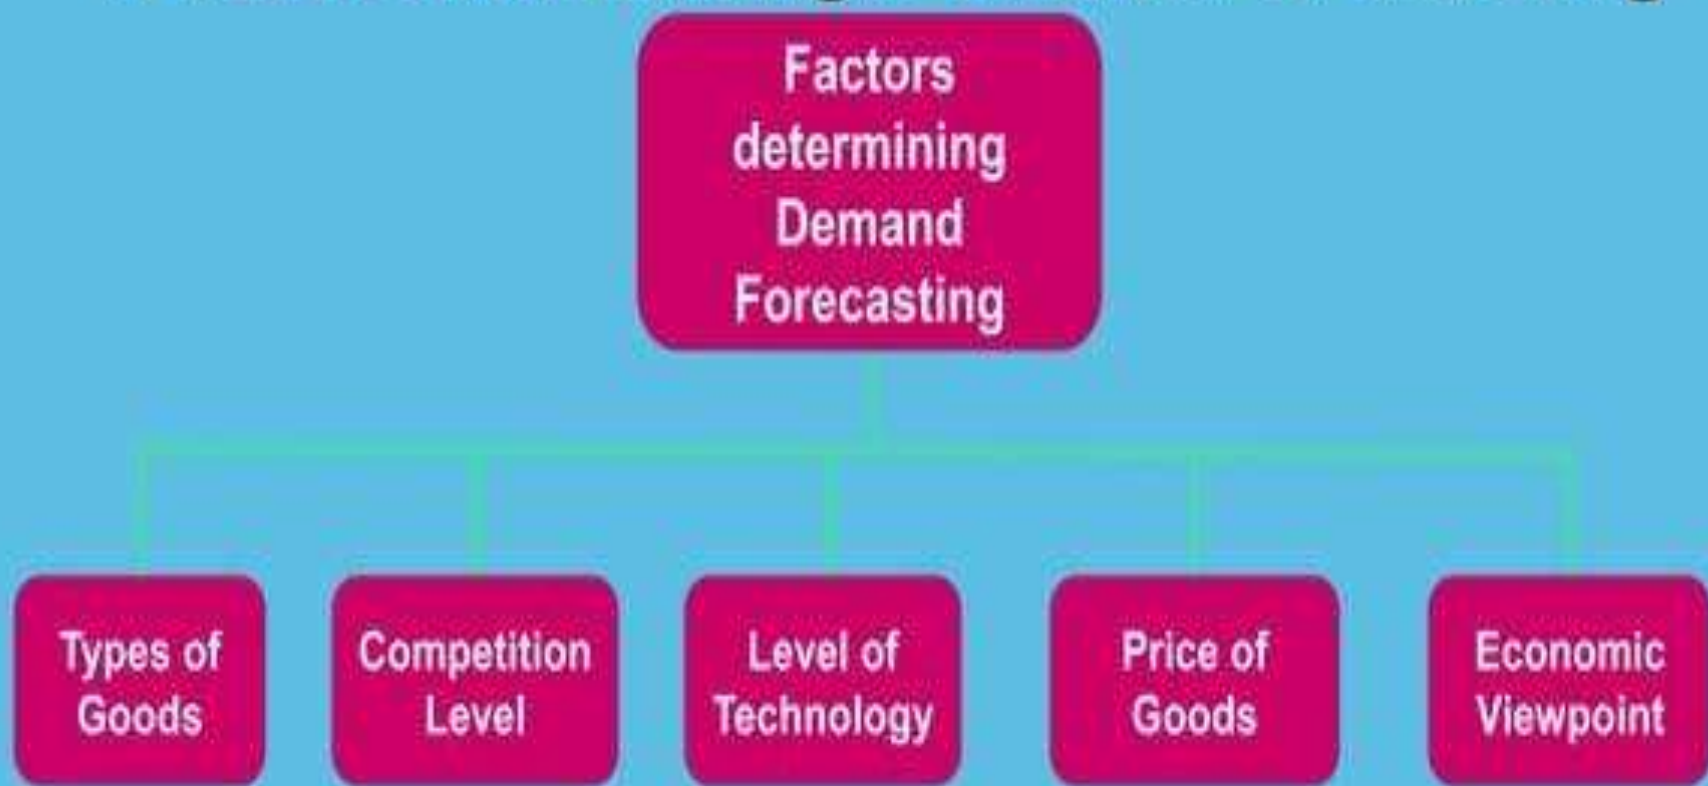 Factors
determining
Demand
Forecasting
Types of
Goods
Competition
Level
Level of
Technology
Price of
Goods
Economic
Viewpoint